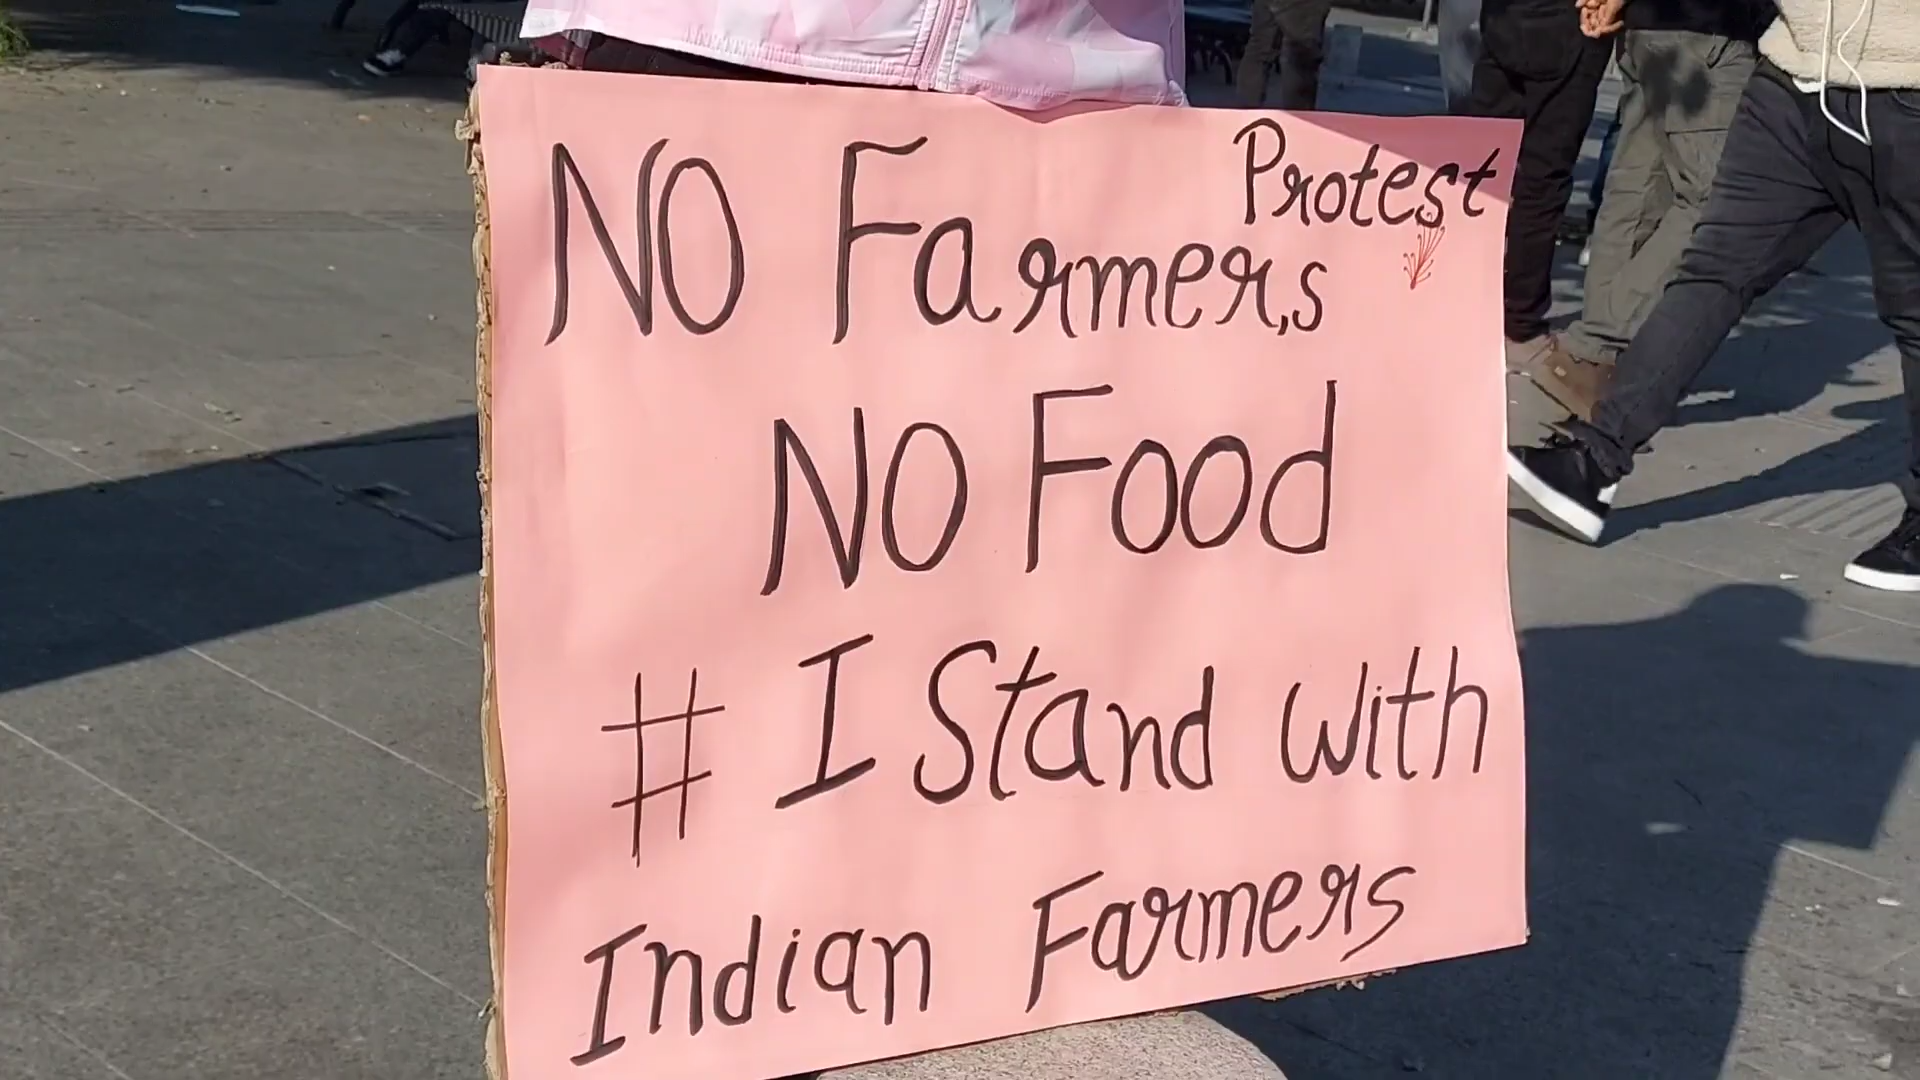 Protest
NO Farmer,s
NO Food
# I Stand With
Indian Farmers